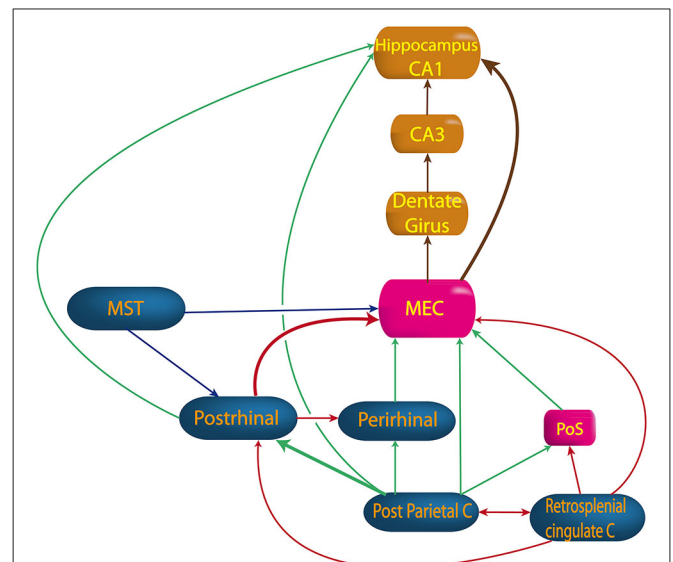 Hippocampus
CA1
CA3
Dentate
Girus
MST
MEC
Postrhinal
Perirhinal
PoS
Post Parietal C
Retrosplenial
cingulate C